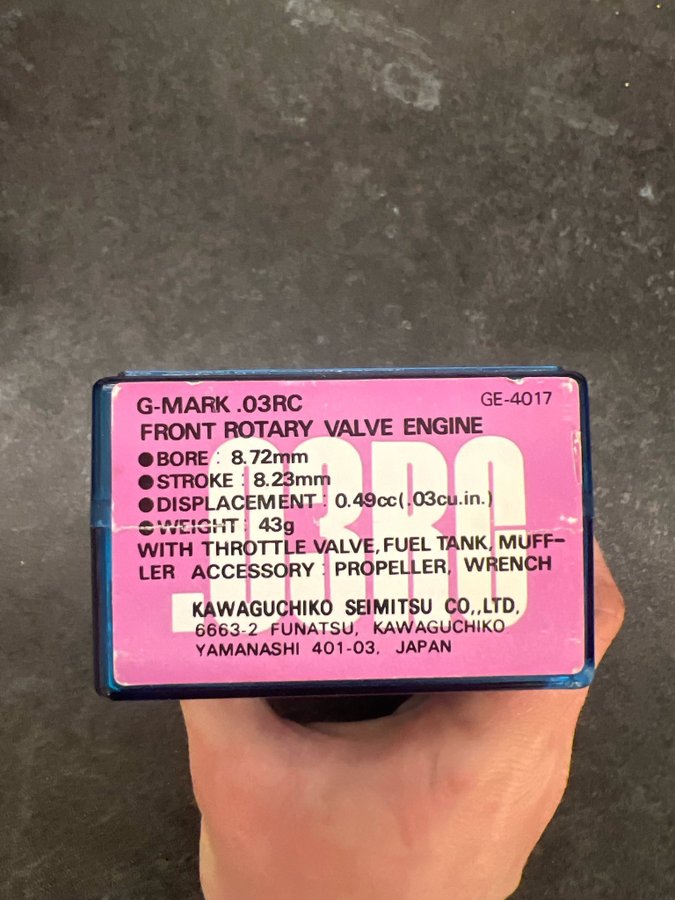 G-MARK .03RC GE-4017
FRONT ROTARY VALVE ENGINE
●BORE : 8.72mm
●STROKE : 8.23mm
●DISPLACEMENT : 0.49cc(.03cu.in.)
●WEIGHT : 43g
WITH THROTTLE VALVE, FUEL TANK, MUFF-
LER ACCESSORY : PROPELLER, WRENCH
.03RC
KAWAGUCHIKO SEIMITSU CO.,LTD.
6663-2 FUNATSU, KAWAGUCHIKO
YAMANASHI 401-03, JAPAN